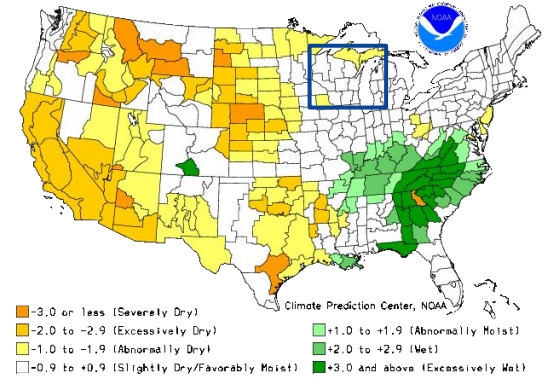 NOAA
Climate Prediction Center, NOAA
-3.0 or less (Severely Dry)
-2.0 to -2.9 (Excessively Dry)
-1.0 to -1.9 (Abnormally Dry)
-0.9 to +0.9 (Slightly Dry/Favorably Moist)
+1.0 to +1.9 (Abnormally Moist)
+2.0 to +2.9 (Wet)
+3.0 and above (Excessively Wet)